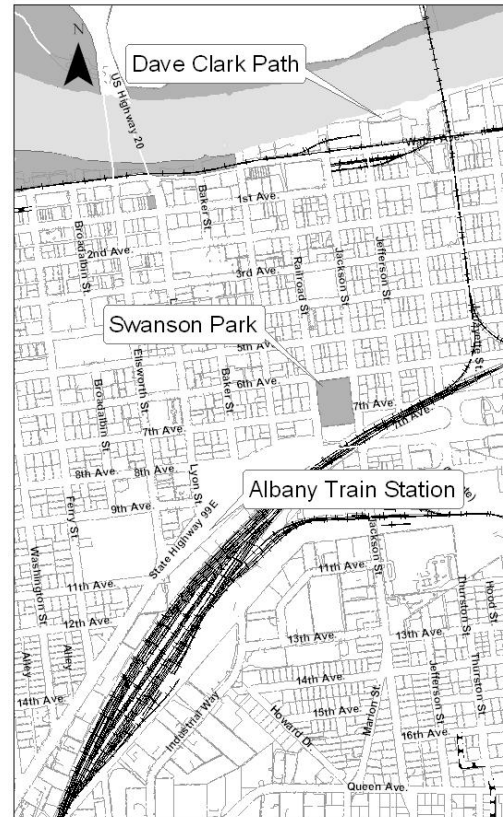 N
Dave Clark Path
US Highway 20
Water Ave.
Baker St.
1st Ave.
Broadalbin St.
2nd Ave.
Jackson St.
Jefferson St.
Railroad St.
3rd Ave.
Swanson Park
5th Ave.
Lafayette St.
Ellsworth St.
Baker St.
6th Ave.
Broadalbin St.
7th Ave.
7th Ave.
7th Ave.
8th Ave.
8th Ave.
Lyon St.
Albany Train Station
Ferry St.
9th Ave.
State Highway 99E
Jackson St.
Washington St.
11th Ave.
11th Ave.
Thurston St.
Hood St.
12th Ave.
13th Ave.
13th Ave.
Alley
Alley
14th Ave.
14th Ave.
Jefferson St.
Thurston St.
Industrial Way
15th Ave.
Marion St.
Howard Dr.
16th Ave.
Queen Ave.